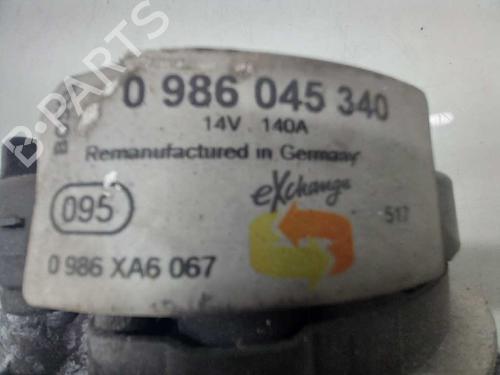 0 986 045 340
14V 140A
Remanufactured in Germany
eXchange
095
517
0 986 XA6 067
B-PARTS